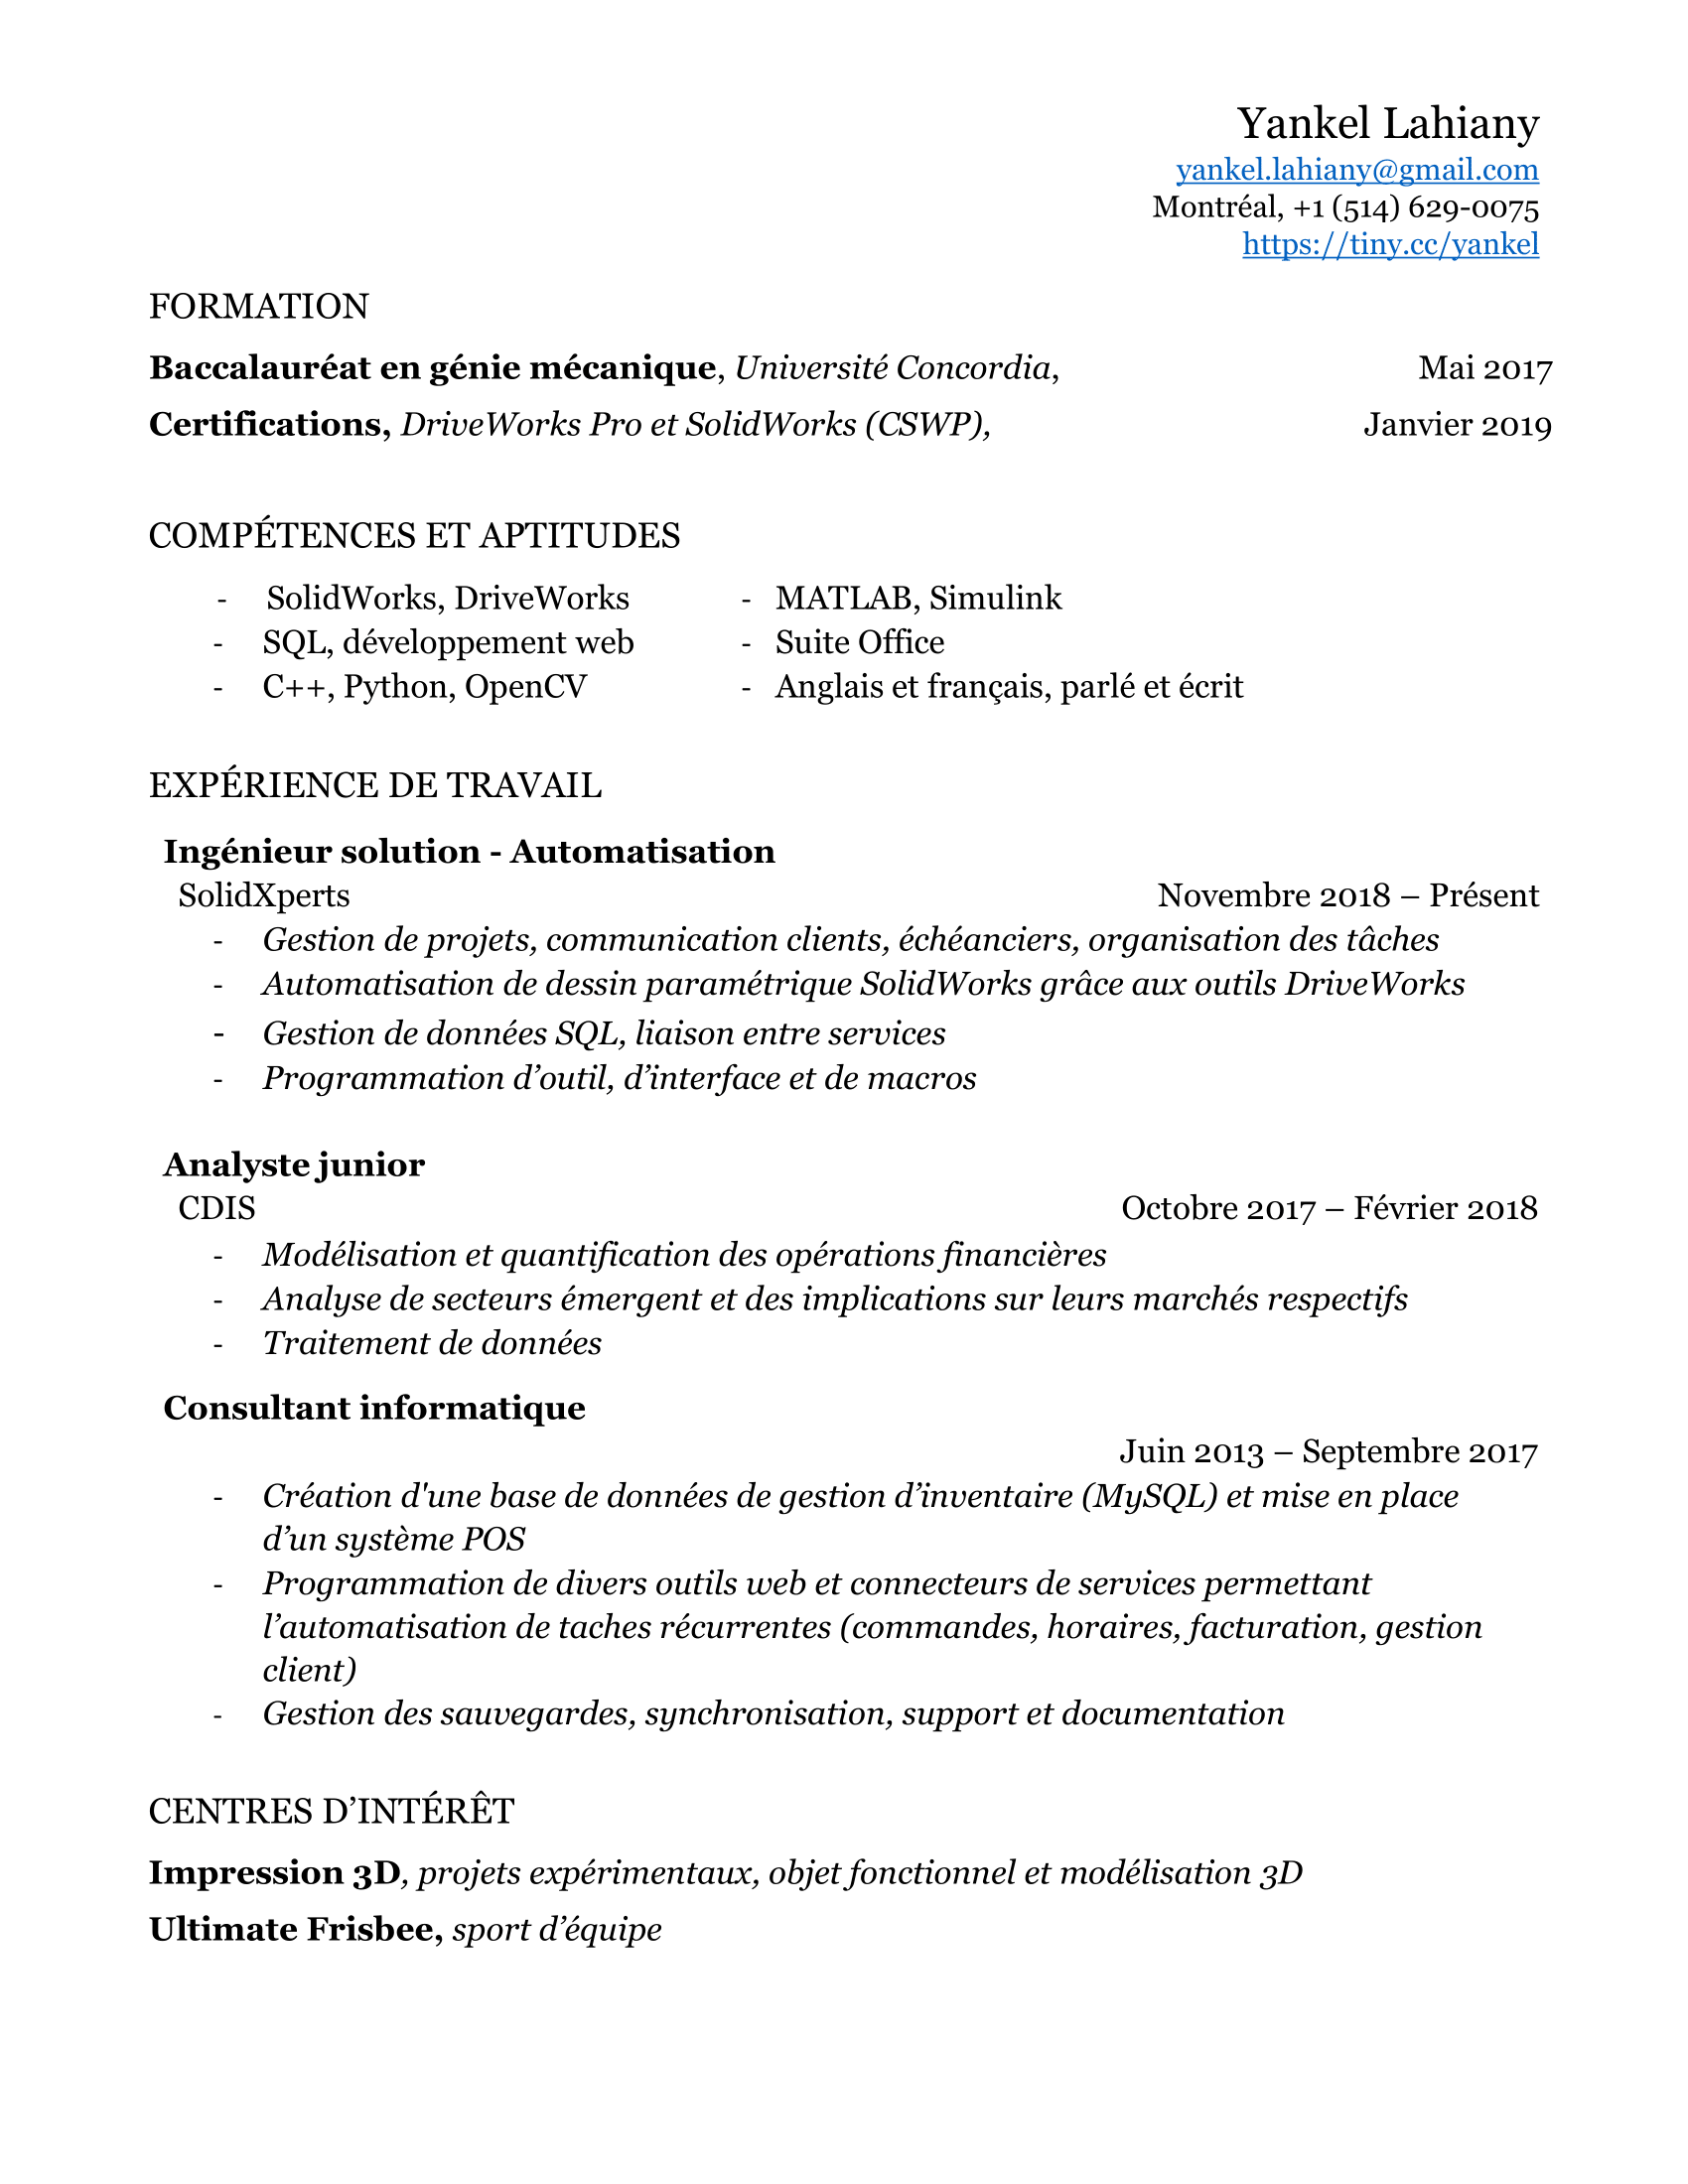 Yankel Lahiany
yankel.lahiany@gmail.com
Montréal, +1 (514) 629-0075
https://tiny.cc/yankel
FORMATION
Baccalauréat en génie mécanique, Université Concordia, Mai 2017
Certifications, DriveWorks Pro et SolidWorks (CSWP), Janvier 2019
COMPÉTENCES ET APTITUDES
- SolidWorks, DriveWorks - MATLAB, Simulink
- SQL, développement web - Suite Office
- C++, Python, OpenCV - Anglais et français, parlé et écrit
EXPÉRIENCE DE TRAVAIL
Ingénieur solution - Automatisation
SolidXperts Novembre 2018 – Présent
- Gestion de projets, communication clients, échéanciers, organisation des tâches
- Automatisation de dessin paramétrique SolidWorks grâce aux outils DriveWorks
- Gestion de données SQL, liaison entre services
- Programmation d’outil, d’interface et de macros
Analyste junior
CDIS Octobre 2017 – Février 2018
- Modélisation et quantification des opérations financières
- Analyse de secteurs émergent et des implications sur leurs marchés respectifs
- Traitement de données
Consultant informatique
Juin 2013 – Septembre 2017
- Création d'une base de données de gestion d’inventaire (MySQL) et mise en place
d’un système POS
- Programmation de divers outils web et connecteurs de services permettant
l’automatisation de taches récurrentes (commandes, horaires, facturation, gestion
client)
- Gestion des sauvegardes, synchronisation, support et documentation
CENTRES D’INTÉRÊT
Impression 3D, projets expérimentaux, objet fonctionnel et modélisation 3D
Ultimate Frisbee, sport d’équipe